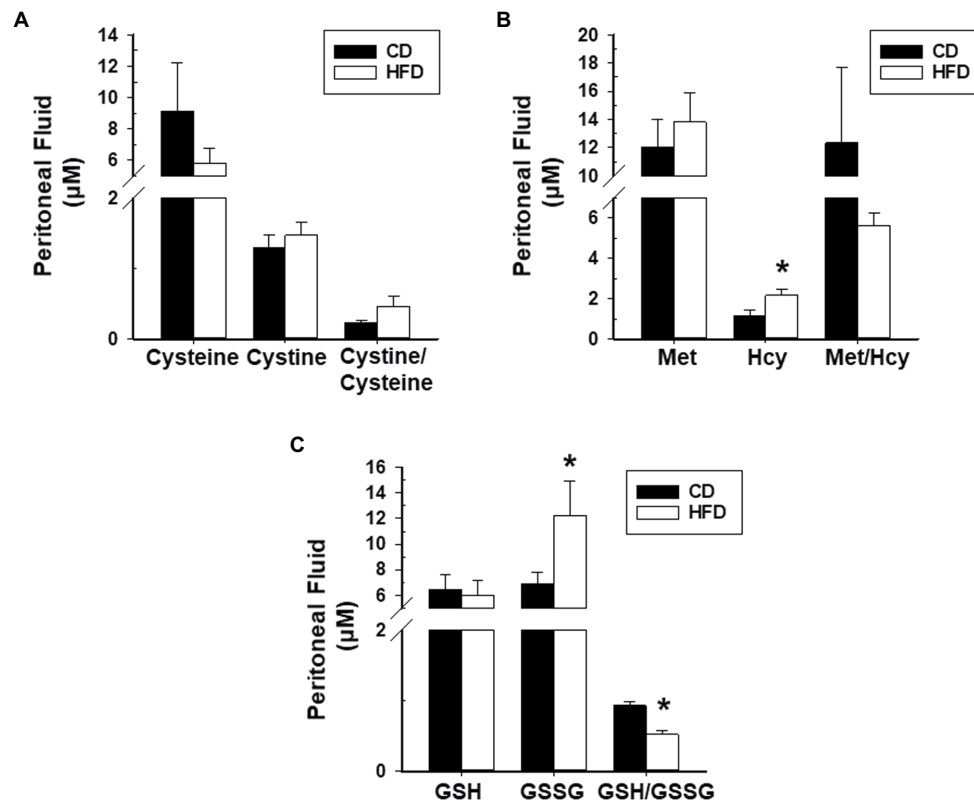 A
Peritoneal Fluid
(µM)
14
12
10
8
6
2
0
CD
HFD
Cysteine
Cystine
Cystine/
Cysteine
B
Peritoneal Fluid
(µM)
20
18
16
14
12
10
6
4
2
0
CD
HFD
*
Met
Hcy
Met/Hcy
C
Peritoneal Fluid
(µM)
16
14
12
10
8
6
2
0
*
CD
HFD
*
GSH
GSSG
GSH/GSSG